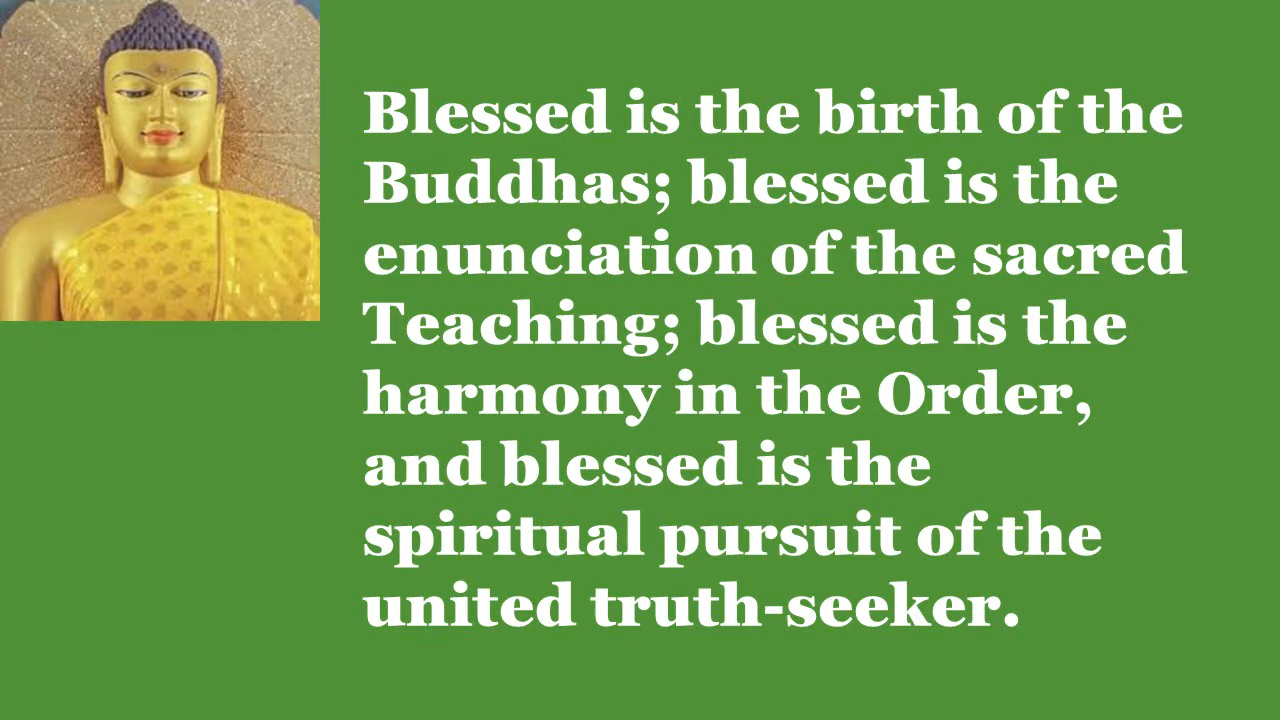 Blessed is the birth of the
Buddhas; blessed is the
enunciation of the sacred
Teaching; blessed is the
harmony in the Order,
and blessed is the
spiritual pursuit of the
united truth-seeker.